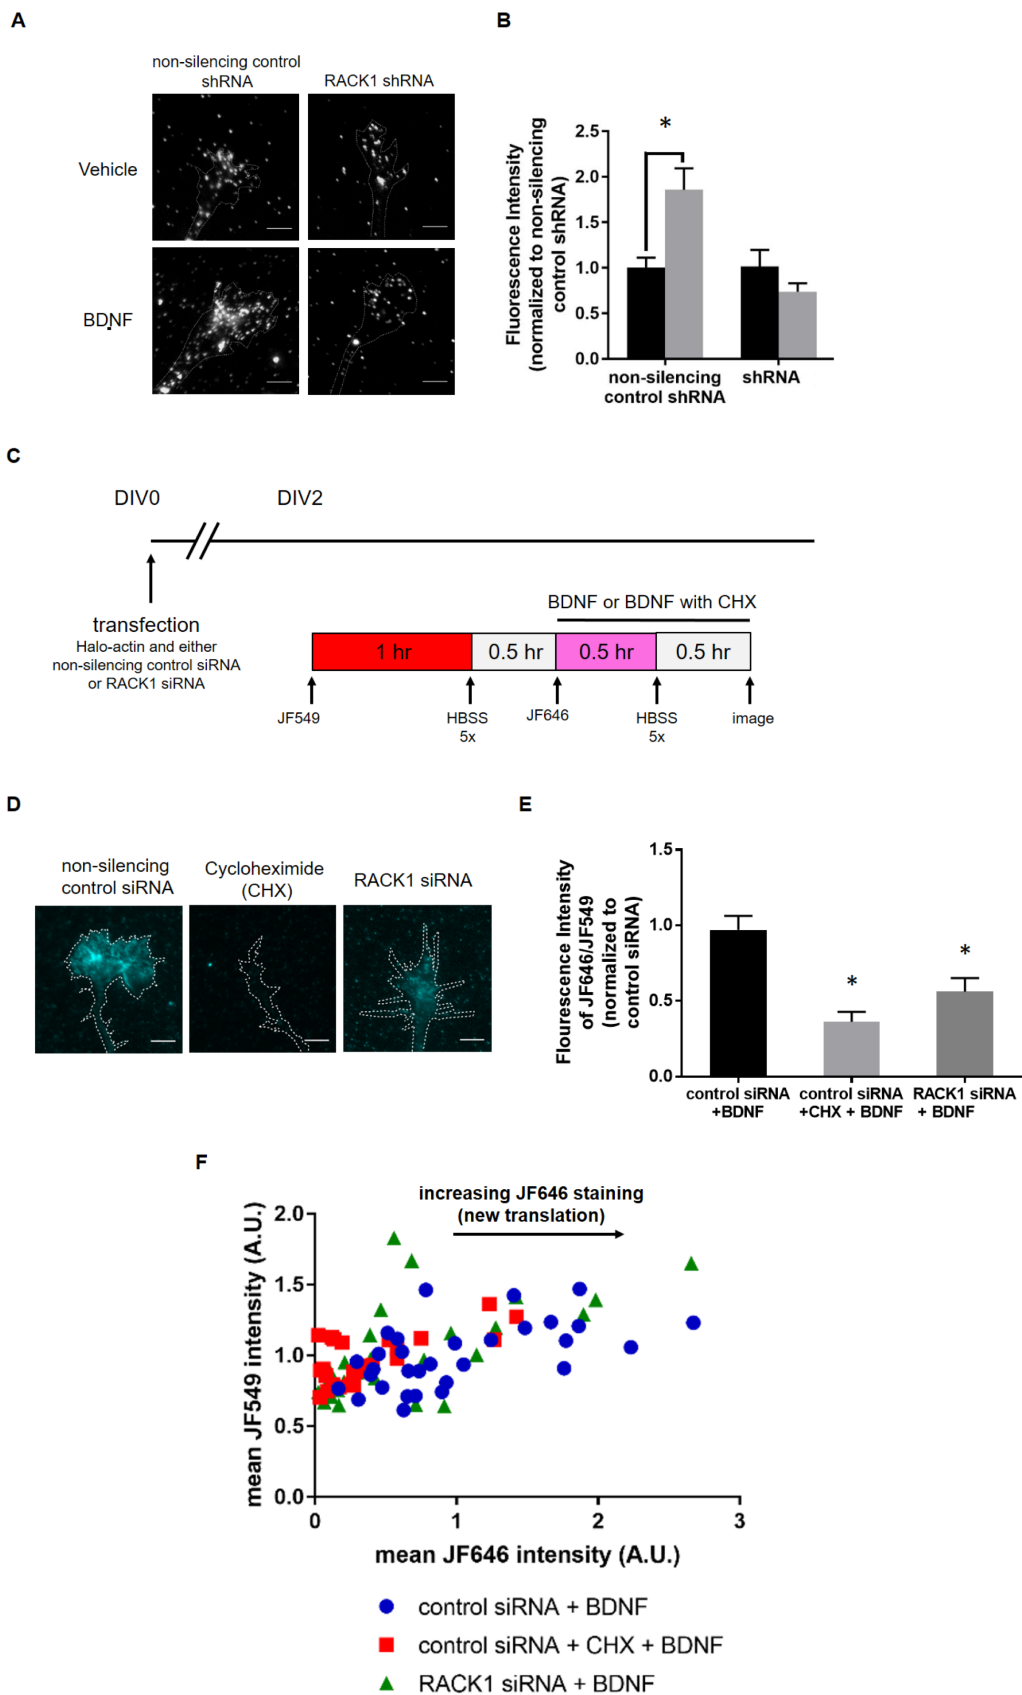 A
B
non-silencing control
shRNA
RACK1 shRNA
Vehicle
BDNF
Fluorescence Intensity
(normalized to non-silencing
control shRNA)
2.5
2.0
1.5
1.0
0.5
0.0
*
non-silencing
control shRNA
shRNA
C
DIV0
DIV2
transfection
Halo-actin and either
non-silencing control siRNA
or RACK1 siRNA
BDNF or BDNF with CHX
1 hr
0.5 hr
0.5 hr
0.5 hr
JF549
HBSS
5x
JF646
HBSS
5x
image
D
E
non-silencing
control siRNA
Cycloheximide
(CHX)
RACK1 siRNA
Flourescence Intensity
of JF646/JF549
(normalized to
control siRNA)
1.5
1.0
0.5
0.0
*
*
control siRNA
+BDNF
control siRNA
+CHX + BDNF
RACK1 siRNA
+ BDNF
F
increasing JF646 staining
(new translation)
mean JF549 intensity (A.U.)
2.0
1.5
1.0
0.5
0.0
0
1
2
3
mean JF646 intensity (A.U.)
control siRNA + BDNF
control siRNA + CHX + BDNF
RACK1 siRNA + BDNF